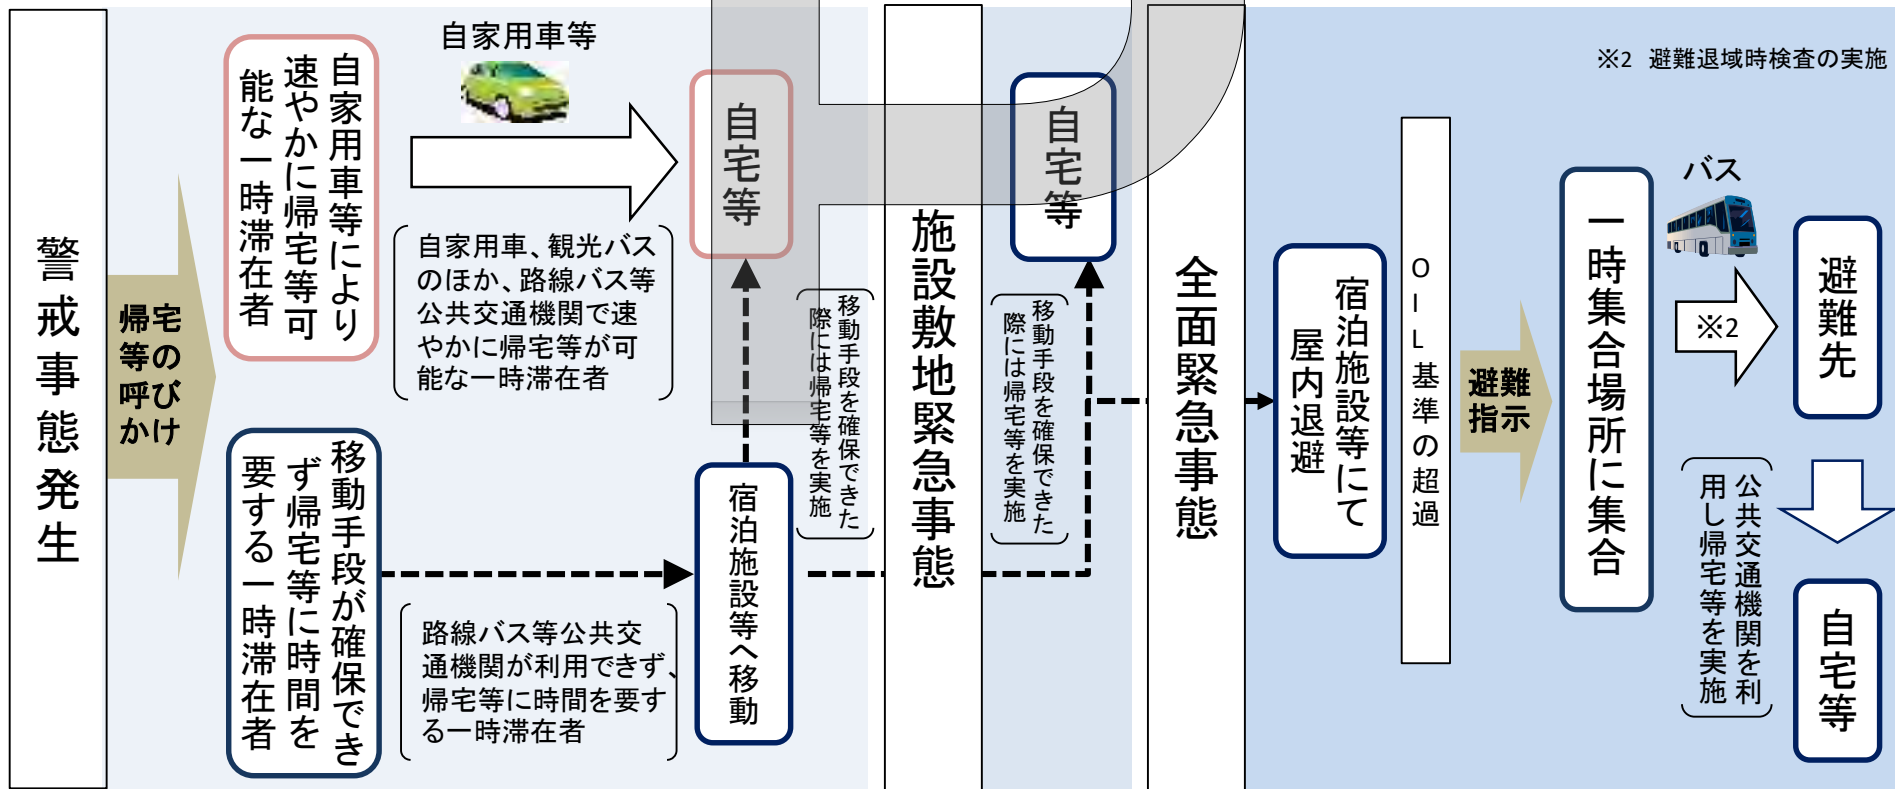 警戒事態発生
帰宅
等の
呼び
かけ
自家用車等により
速やかに帰宅等可
能な一時滞在者
自家用車等
自家用車、観光バス
のほか、路線バス等
公共交通機関で速
やかに帰宅等が可
能な一時滞在者
自宅等
移動手段が確保でき
ず帰宅等に時間を
要する一時滞在者
路線バス等公共交
通機関が利用できず、
帰宅等に時間を要す
る一時滞在者
宿泊施設等へ移動
移動手段を確保できた
際には帰宅等を実施
施設敷地緊急事態
自宅等
移動手段を確保できた
際には帰宅等を実施
全面緊急事態
宿泊施設等にて
屋内退避
OIL基準の超過
避難
指示
一時集合場所に集合
※2 避難退域時検査の実施
バス
※2
避難先
公共交通機関を利
用し帰宅等を実施
自宅等